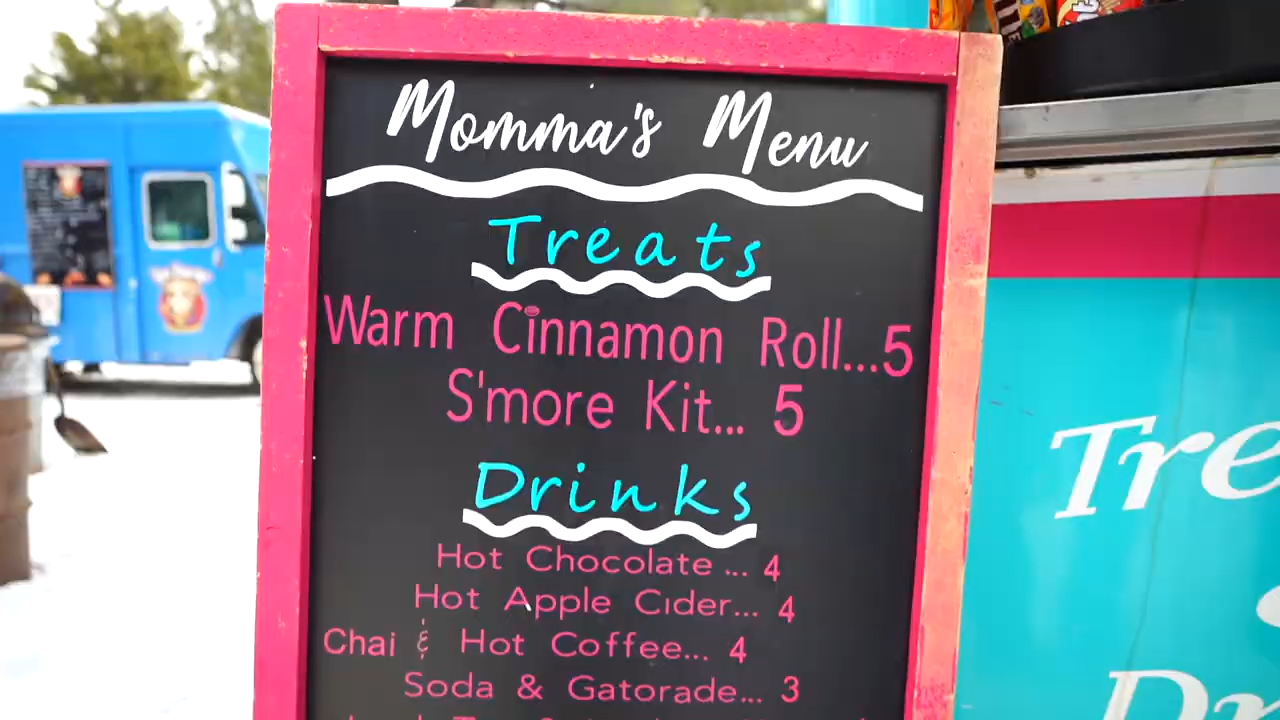 Momma's Menu
Treats
Warm Cinnamon Roll...5
S'more Kit... 5
Drinks
Hot Chocolate ... 4
Hot Apple Cider... 4
Chai & Hot Coffee... 4
Soda & Gatorade... 3
Tre
Dr